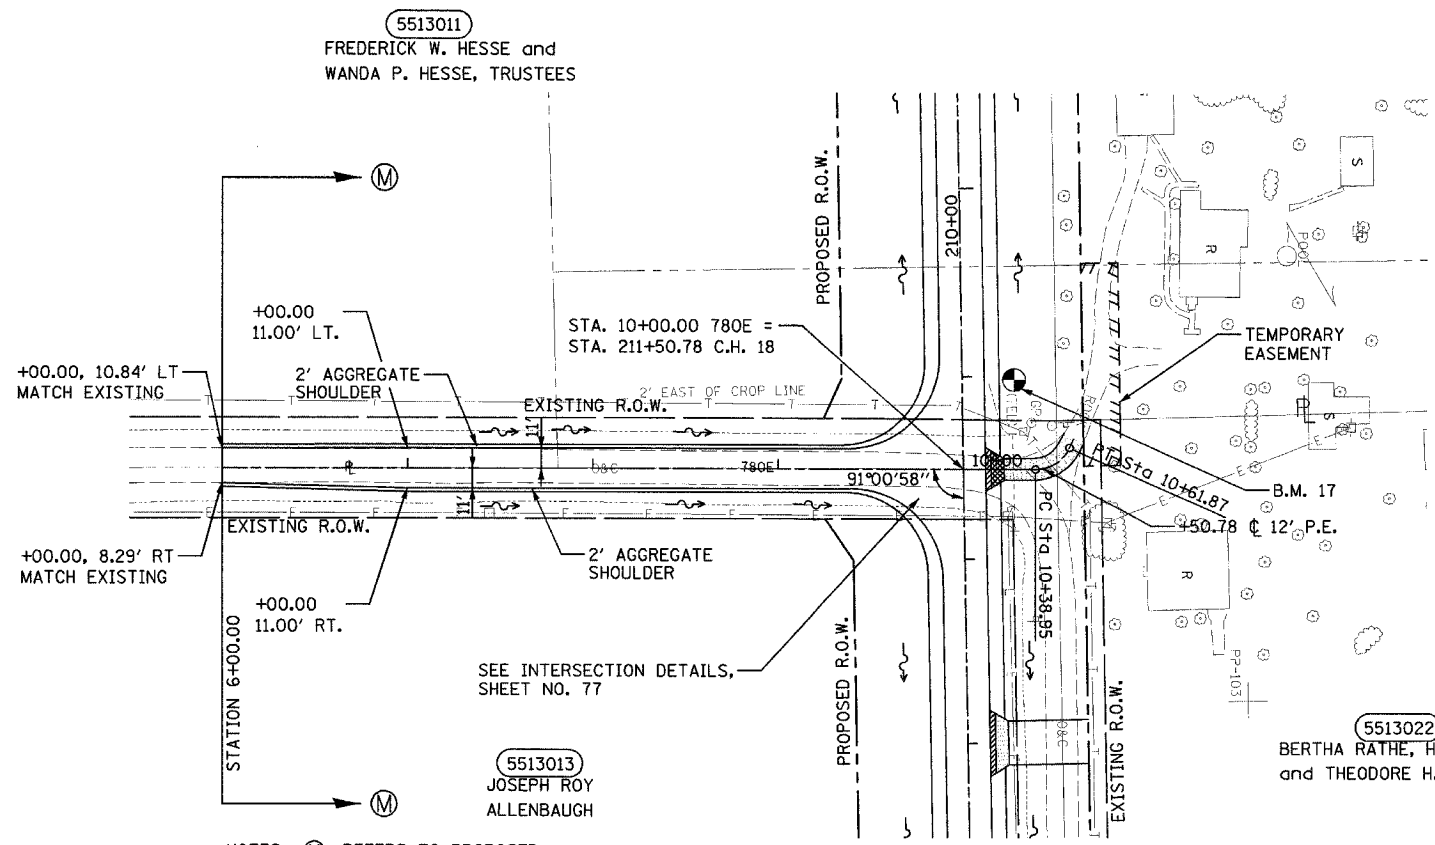 5513011
FREDERICK W. HESSE and
WANDA P. HESSE, TRUSTEES
M
PROPOSED R.O.W.
210+00
S
R
POOL
+00.00
11.00' LT.
STA. 10+00.00 780E =
STA. 211+50.78 C.H. 18
TEMPORARY
EASEMENT
+00.00, 10.84' LT
MATCH EXISTING
2' AGGREGATE
SHOULDER
2' EAST OF CROP LINE
EXISTING R.O.W.
11'
S
O&C
780E
91°00'58"
10+00
PT Sta 10+61.87
B.M. 17
+50.78 ℄ 12' P.E.
11'
EXISTING R.O.W.
+00.00, 8.29' RT
MATCH EXISTING
2' AGGREGATE
SHOULDER
+00.00
11.00' RT.
PC Sta 10+38.95
R
SEE INTERSECTION DETAILS,
SHEET NO. 77
PROPOSED R.O.W.
STATION 6+00.00
PP-103
O&C
EXISTING R.O.W.
5513022
BERTHA RATHE, H
and THEODORE H.
5513013
JOSEPH ROY
ALLENBAUGH
M